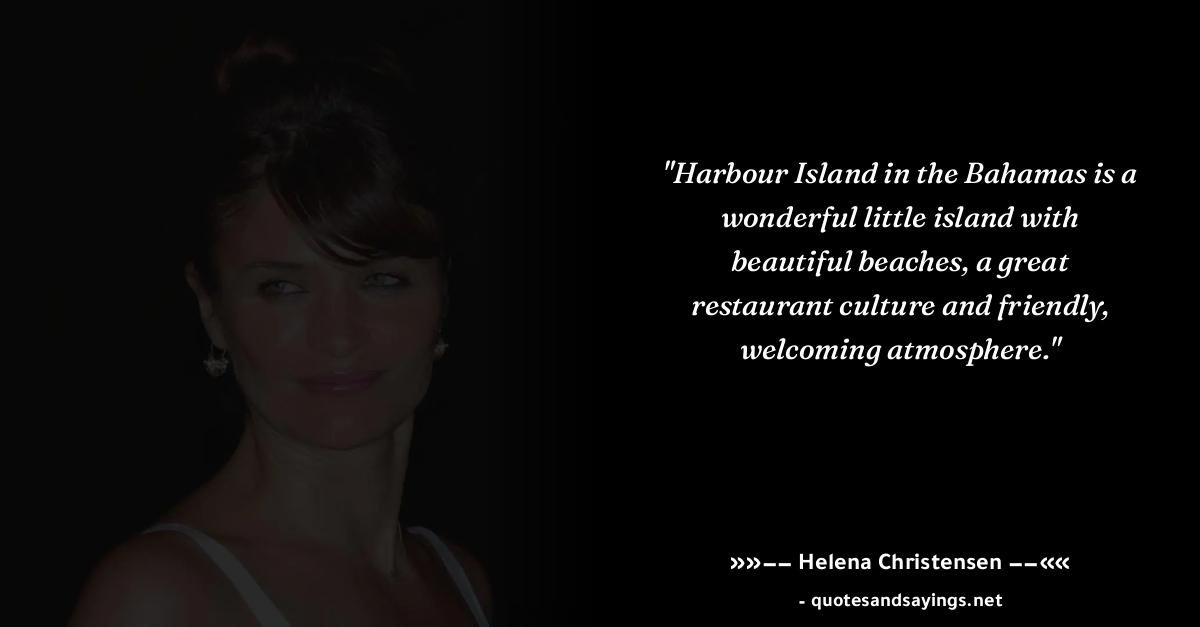 "Harbour Island in the Bahamas is a
wonderful little island with
beautiful beaches, a great
restaurant culture and friendly,
welcoming atmosphere."
»»−− Helena Christensen −−««
- quotesandsayings.net